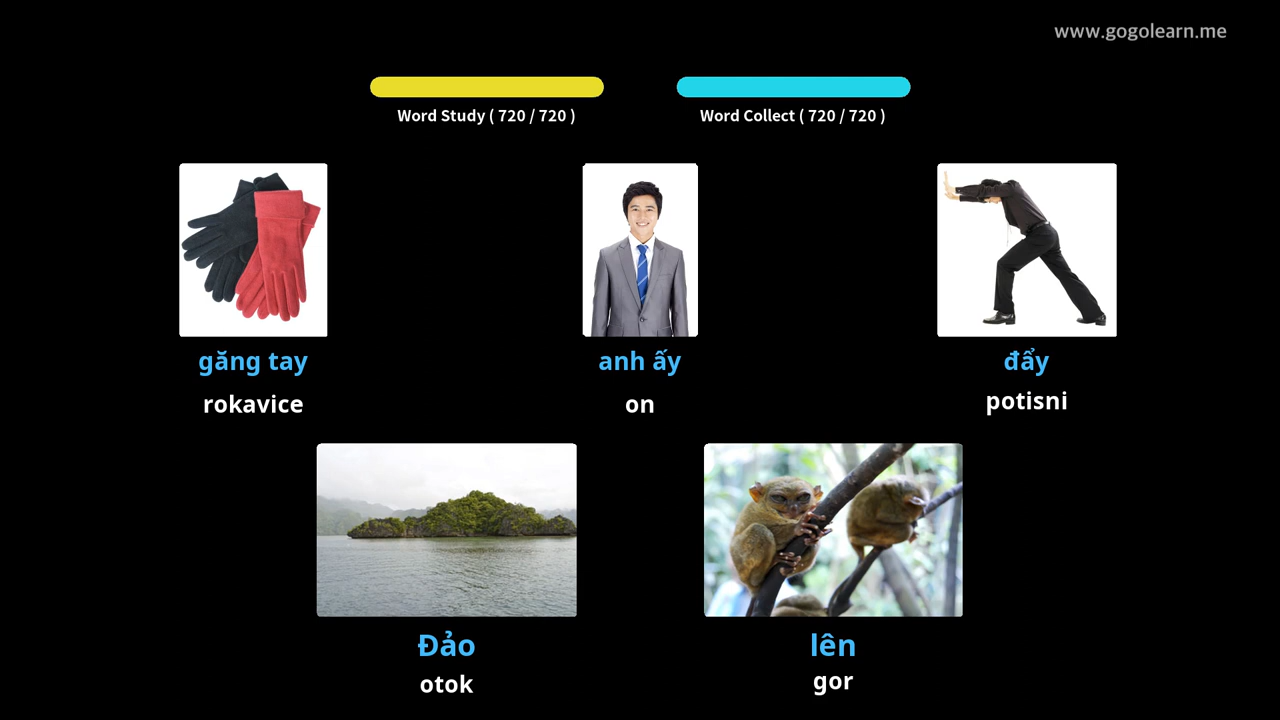 www.gogolearn.me
Word Study ( 720 / 720 )
Word Collect ( 720 / 720 )
găng tay
rokavice
anh ấy
on
đẩy
potisni
Đảo
otok
lên
gor